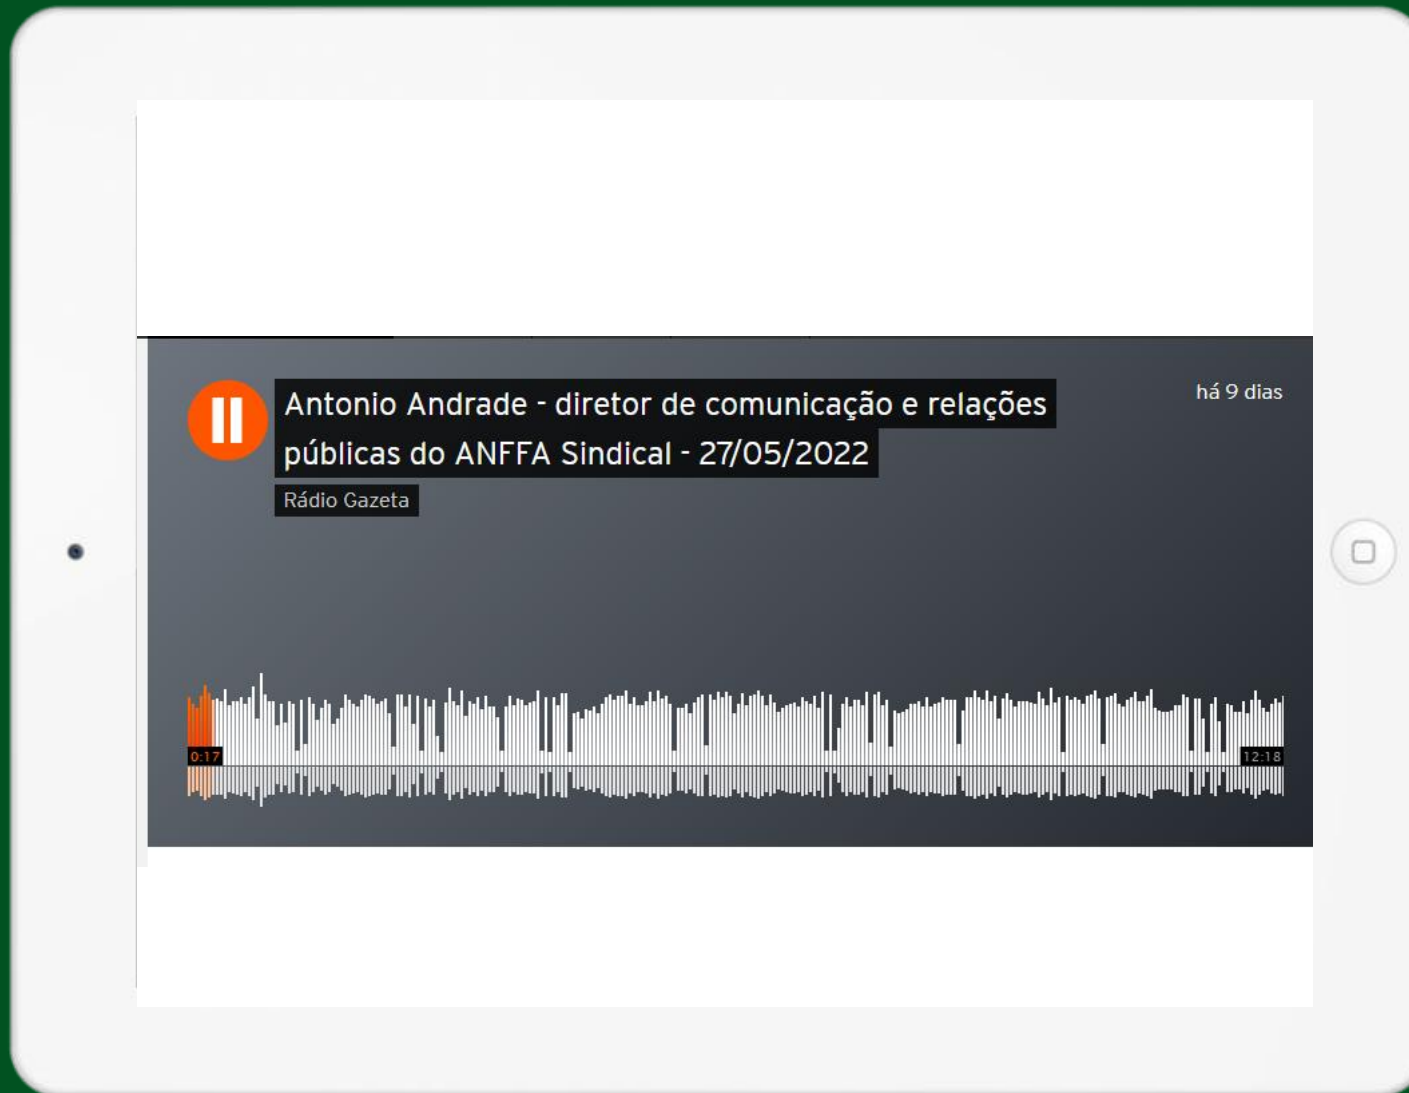 Antonio Andrade - diretor de comunicação e relações
há 9 dias
públicas do ANFFA Sindical - 27/05/2022
Rádio Gazeta
0:17
12:18